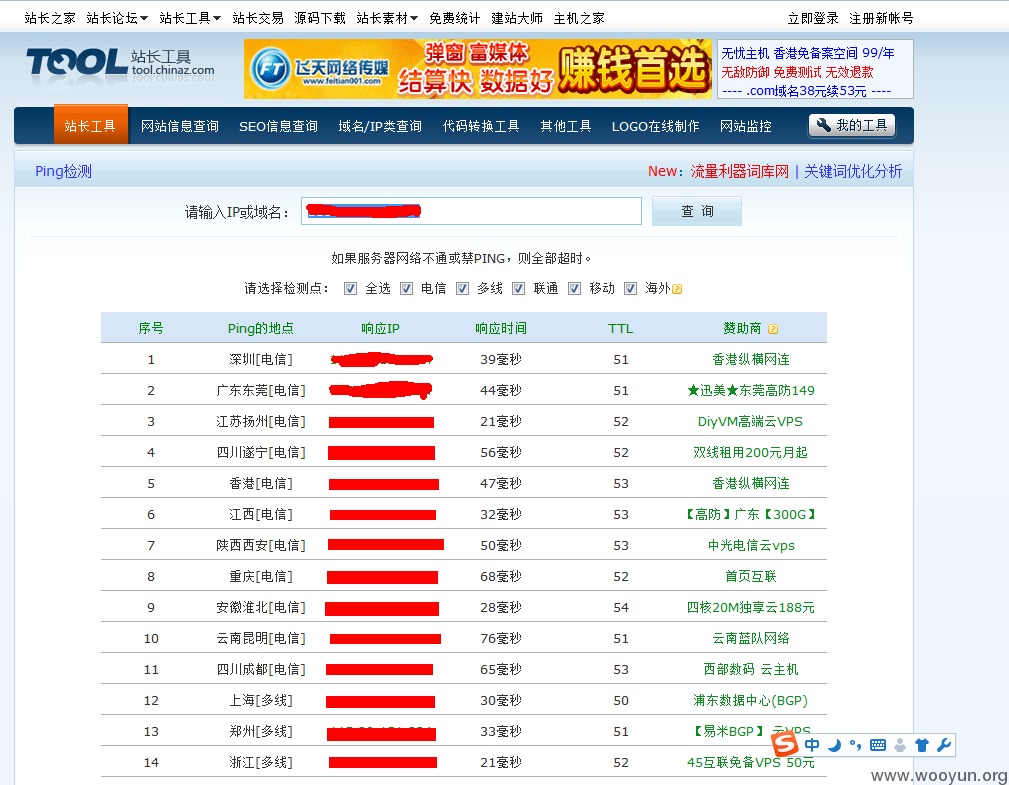 站长之家 站长论坛 站长工具 站长交易 源码下载 站长素材 免费统计 建站大师 主机之家 立即登录 注册新帐号
TOOL 站长工具
tool.chinaz.com
FT 飞天网络传媒
www.feitian001.com
弹窗 富媒体
结算快 数据好
赚钱首选
无忧主机 香港免备案空间 99/年
无敌防御 免费测试 无效退款
---- .com域名38元续53元 ----
站长工具 网站信息查询 SEO信息查询 域名/IP类查询 代码转换工具 其他工具 LOGO在线制作 网站监控 我的工具
Ping检测 New：流量利器词库网 | 关键词优化分析
请输入IP或域名： 查 询
如果服务器网络不通或禁PING，则全部超时。
请选择检测点： 全选 电信 多线 联通 移动 海外
序号 Ping的地点 响应IP 响应时间 TTL 赞助商
1 深圳[电信] 39毫秒 51 香港纵横网连
2 广东东莞[电信] 44毫秒 51 ★迅美★东莞高防149
3 江苏扬州[电信] 21毫秒 52 DiyVM高端云VPS
4 四川遂宁[电信] 56毫秒 52 双线租用200元月起
5 香港[电信] 47毫秒 53 香港纵横网连
6 江西[电信] 32毫秒 53 【高防】广东【300G】
7 陕西西安[电信] 50毫秒 53 中光电信云vps
8 重庆[电信] 68毫秒 52 首页互联
9 安徽淮北[电信] 28毫秒 54 四核20M独享云188元
10 云南昆明[电信] 76毫秒 51 云南蓝队网络
11 四川成都[电信] 65毫秒 53 西部数码 云主机
12 上海[多线] 30毫秒 50 浦东数据中心(BGP)
13 郑州[多线] 33毫秒 51 【易米BGP】 云VPS
14 浙江[多线] 21毫秒 52 45互联免备VPS 50元
S 中
www.wooyun.org